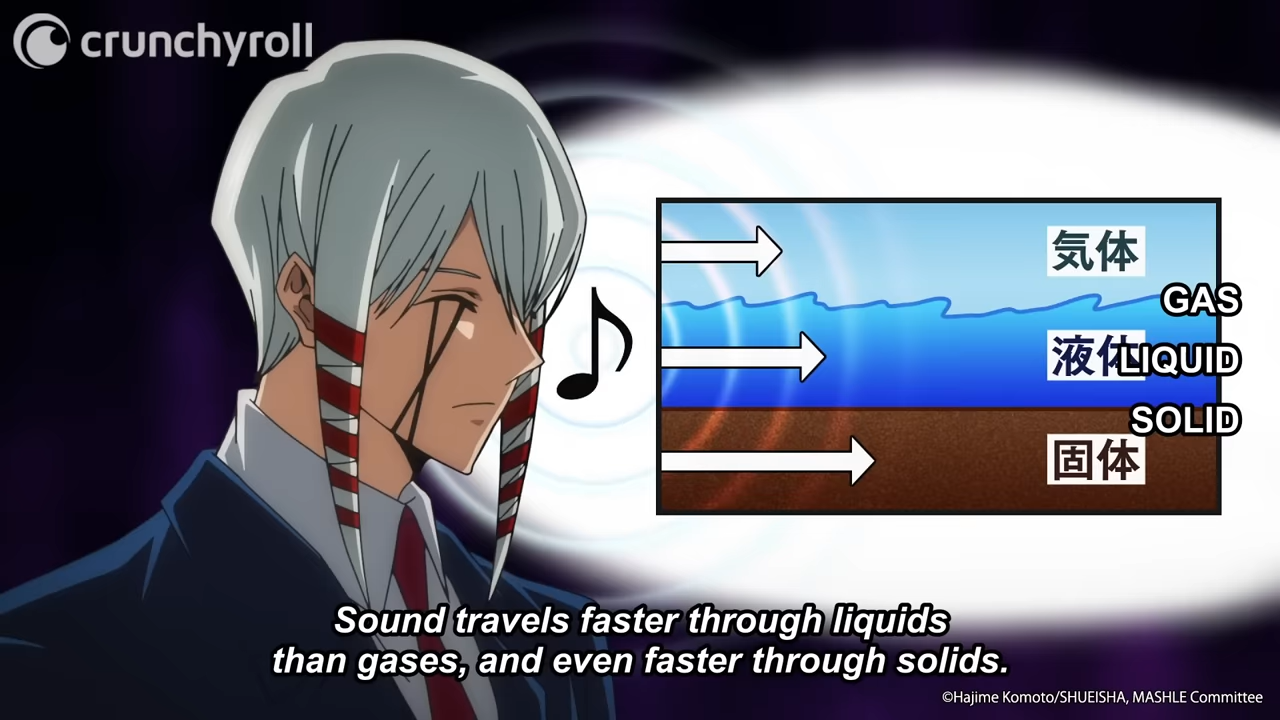 crunchyroll
気体
GAS
液体
LIQUID
SOLID
固体
Sound travels faster through liquids
than gases, and even faster through solids.
©Hajime Komoto/SHUEISHA, MASHLE Committee